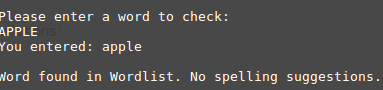 Please enter a word to check:
APPLE
You entered: apple
Word found in Wordlist. No spelling suggestions.